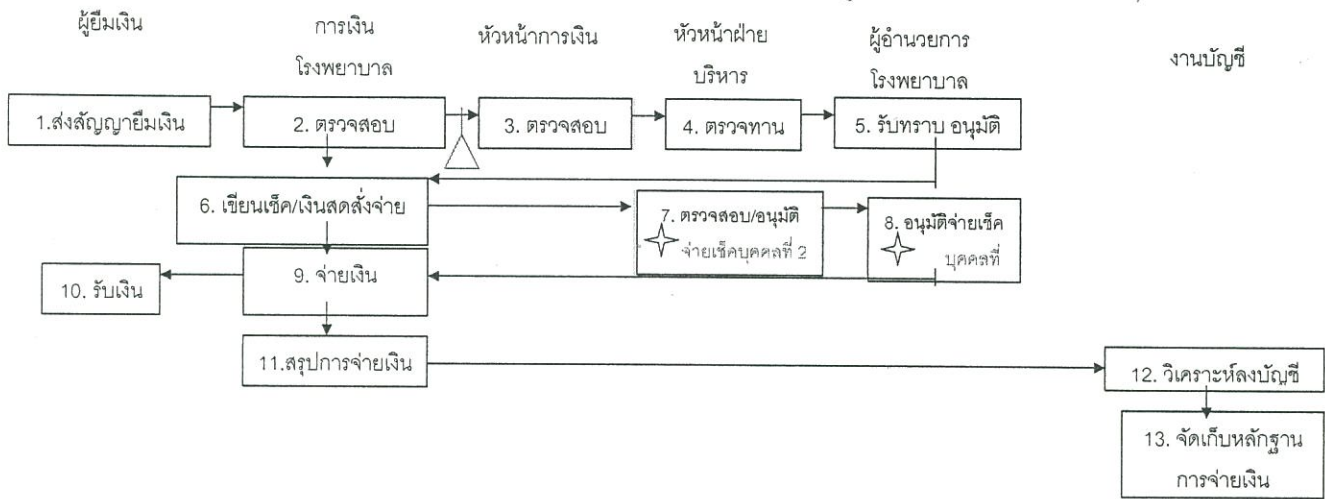 ผู้ยืมเงิน
การเงิน
โรงพยาบาล
หัวหน้าการเงิน
หัวหน้าฝ่าย
บริหาร
ผู้อำนวยการ
โรงพยาบาล
งานบัญชี
1.ส่งสัญญายืมเงิน
2. ตรวจสอบ
3. ตรวจสอบ
4. ตรวจทาน
5. รับทราบ อนุมัติ
6. เขียนเช็ค/เงินสดสั่งจ่าย
7. ตรวจสอบ/อนุมัติ
จ่ายเช็คบุคคลที่ 2
8. อนุมัติจ่ายเช็ค
บุคคลที่
9. จ่ายเงิน
10. รับเงิน
11.สรุปการจ่ายเงิน
12. วิเคราะห์ลงบัญชี
13. จัดเก็บหลักฐาน
การจ่ายเงิน